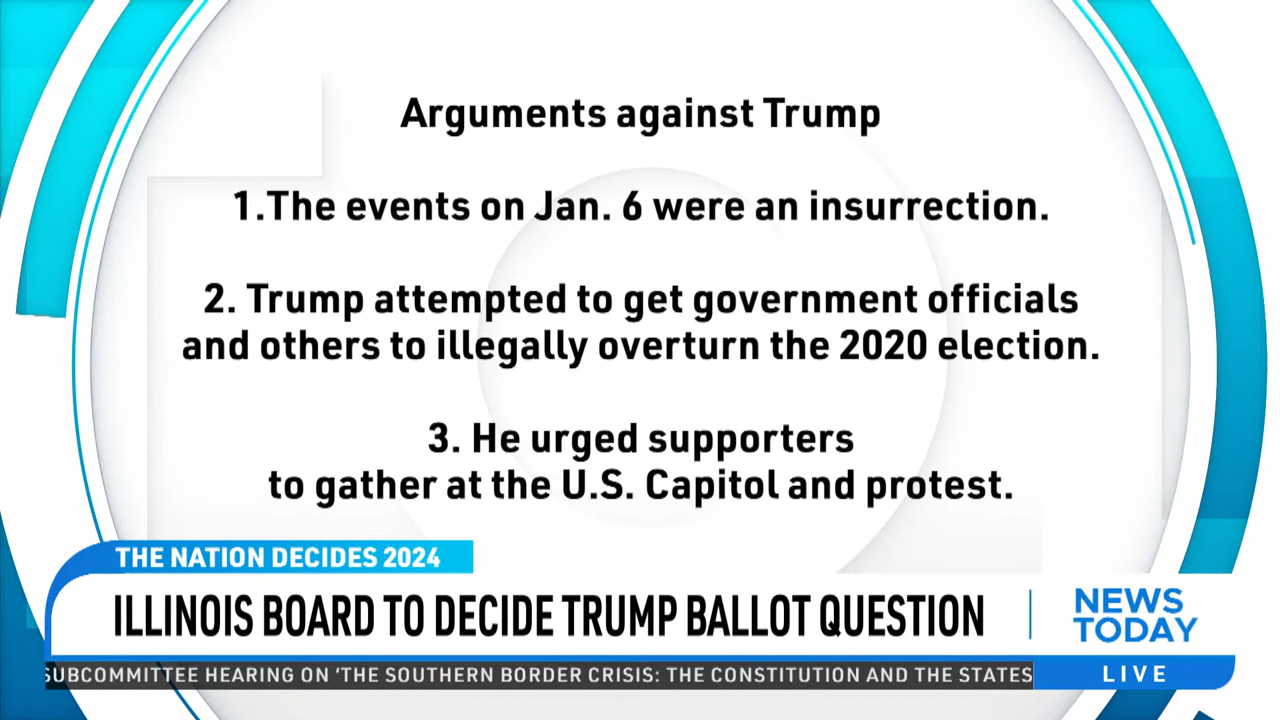 Arguments against Trump
1.The events on Jan. 6 were an insurrection.
2. Trump attempted to get government officials
and others to illegally overturn the 2020 election.
3. He urged supporters
to gather at the U.S. Capitol and protest.
THE NATION DECIDES 2024
ILLINOIS BOARD TO DECIDE TRUMP BALLOT QUESTION
NEWS
TODAY
SUBCOMMITTEE HEARING ON 'THE SOUTHERN BORDER CRISIS: THE CONSTITUTION AND THE STATES
LIVE